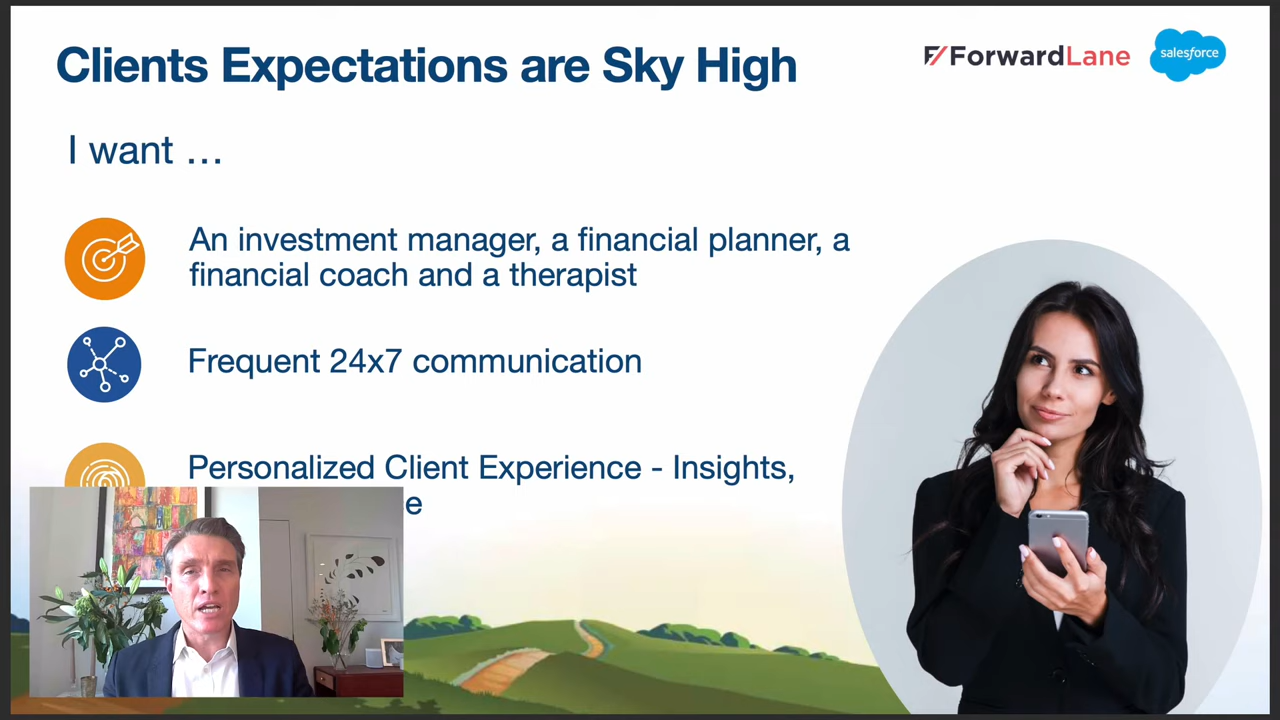 Clients Expectations are Sky High
ForwardLane
salesforce
I want …
An investment manager, a financial planner, a
financial coach and a therapist
Frequent 24x7 communication
Personalized Client Experience - Insights,
e